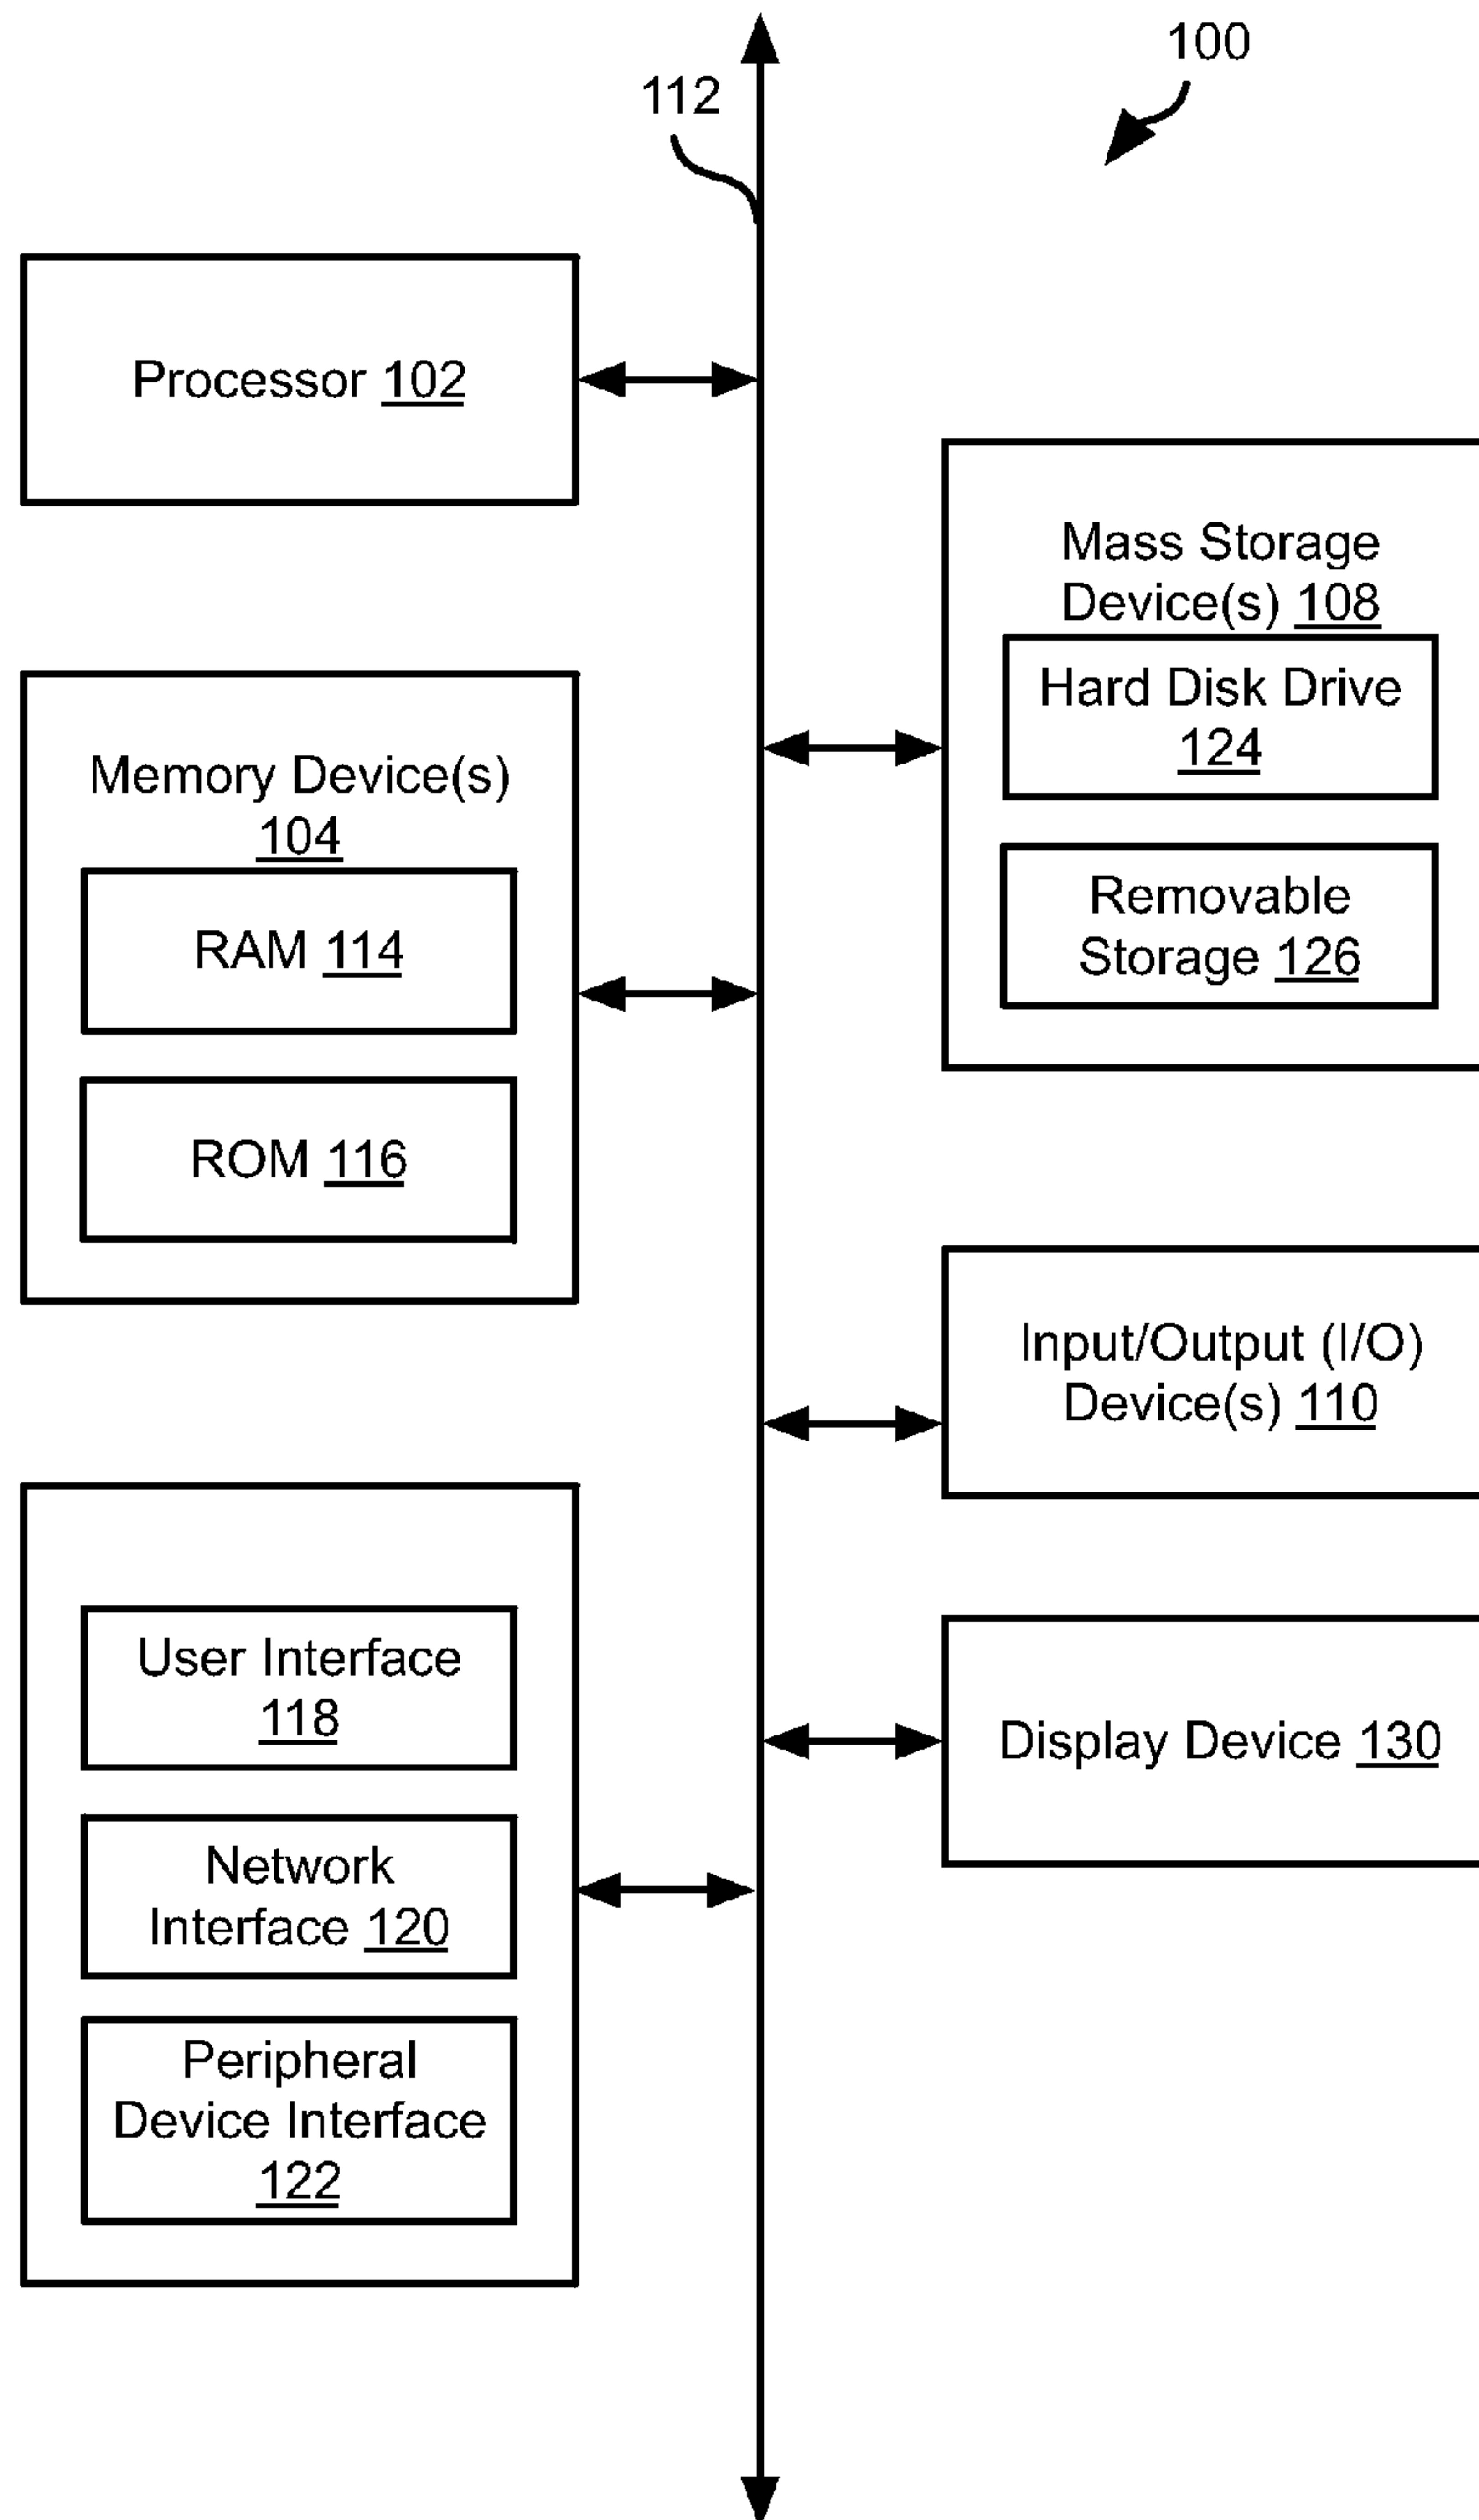 100
112
Processor 102
Mass Storage
Device(s) 108
Hard Disk Drive
124
Removable
Storage 126
Memory Device(s)
104
RAM 114
ROM 116
Input/Output (I/O)
Device(s) 110
User Interface
118
Network
Interface 120
Peripheral
Device Interface
122
Display Device 130